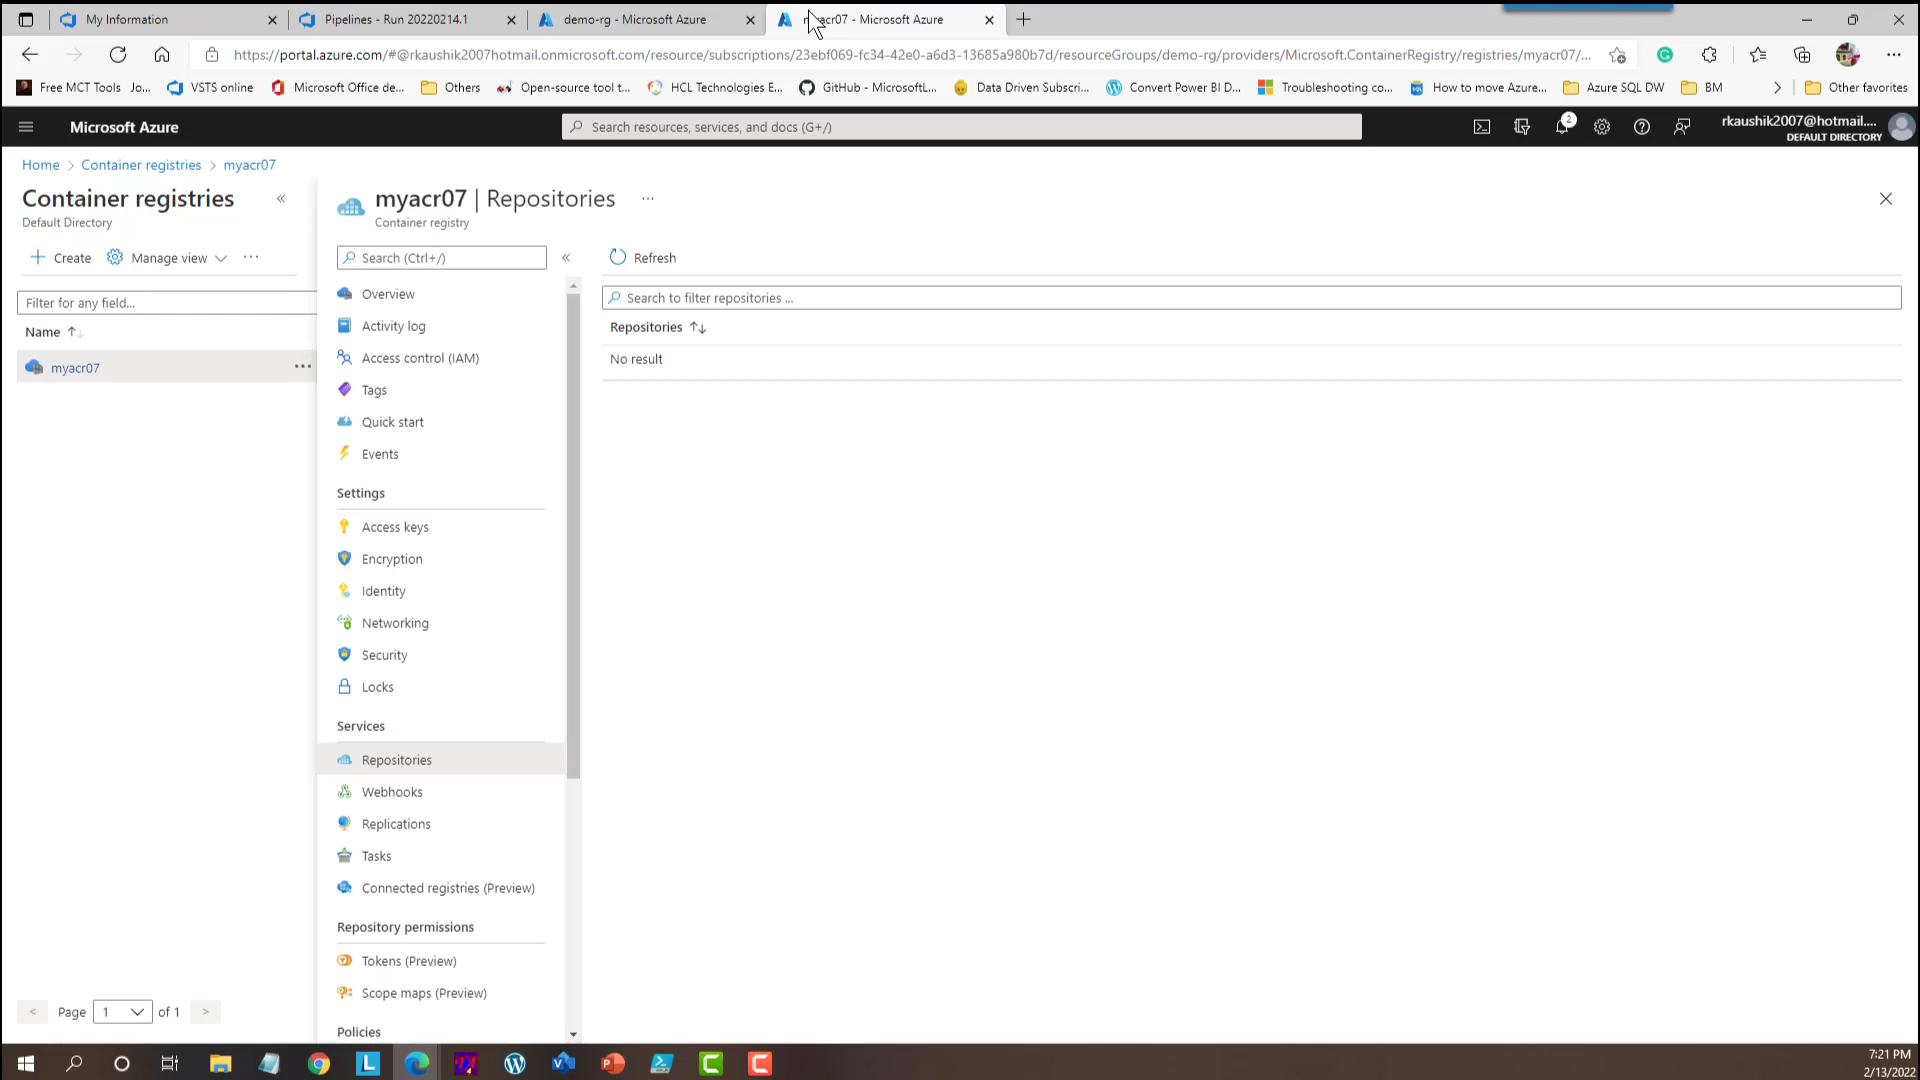 My Information
Pipelines - Run 20220214.1
demo-rg - Microsoft Azure
acr07 - Microsoft Azure
https://portal.azure.com/#@rkaushik2007hotmail.onmicrosoft.com/resource/subscriptions/23ebf069-fc34-42e0-a6d3-13685a980b7d/resourceGroups/demo-rg/providers/Microsoft.ContainerRegistry/registries/myacr07/...
Free MCT Tools Jo...
VSTS online
Microsoft Office de...
Others
Open-source tool t...
HCL Technologies E...
GitHub - MicrosoftL...
Data Driven Subscri...
Convert Power BI D...
Troubleshooting co...
How to move Azure...
Azure SQL DW
BM
Other favorites
Microsoft Azure
Search resources, services, and docs (G+/)
2
rkaushik2007@hotmail....
DEFAULT DIRECTORY
Home > Container registries > myacr07
Container registries
Default Directory
Create
Manage view
Filter for any field...
Name
myacr07
Page 1 of 1
myacr07 | Repositories
Container registry
Search (Ctrl+/)
Overview
Activity log
Access control (IAM)
Tags
Quick start
Events
Settings
Access keys
Encryption
Identity
Networking
Security
Locks
Services
Repositories
Webhooks
Replications
Tasks
Connected registries (Preview)
Repository permissions
Tokens (Preview)
Scope maps (Preview)
Policies
Refresh
Search to filter repositories ...
Repositories
No result
7:21 PM
2/13/2022